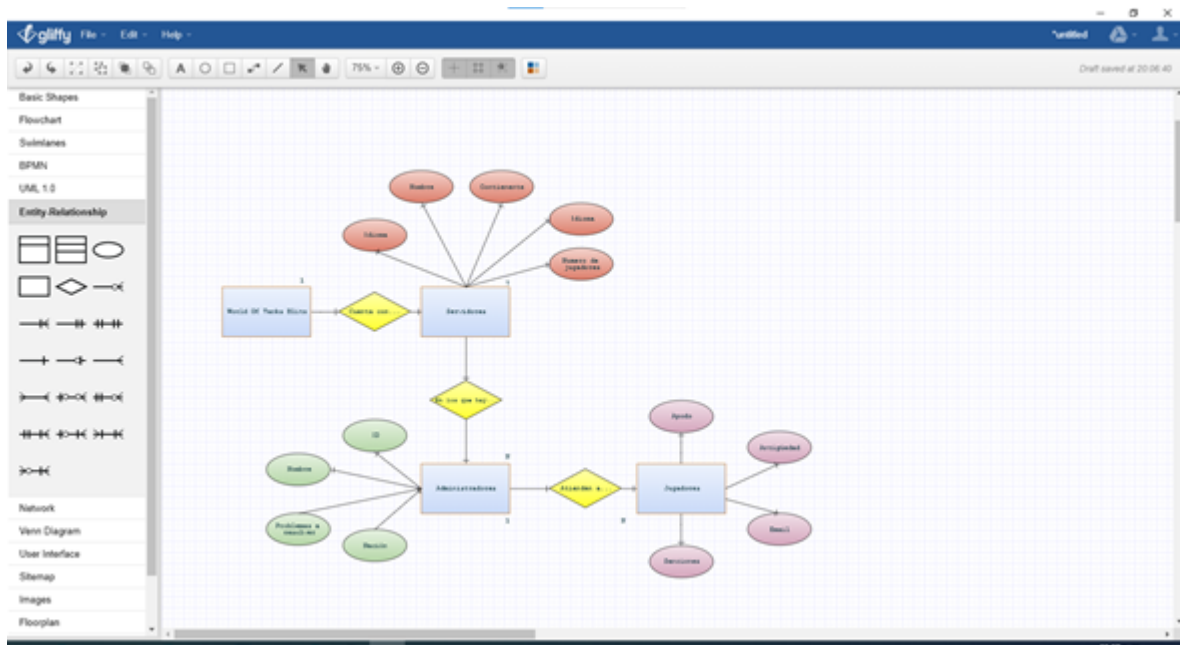 gliffy File Edit Help *untitled
A 75% Draft saved at 20:06:40
Basic Shapes
Flowchart
Swimlanes
BPMN
UML 1.0
Entity-Relationship
Network
Venn Diagram
User Interface
Sitemap
Images
Floorplan
Nombre
Idioma
Idioma
Numero de
jugadores
1
World Of Tanks Blitz
Cuenta con...
Servidores
En los que hay
ID
Nombre
Problemas a
resolver
N
Administradores
1
Atienden a...
N
Jugadores
Apodo
Antigüedad
Email
Sanciones